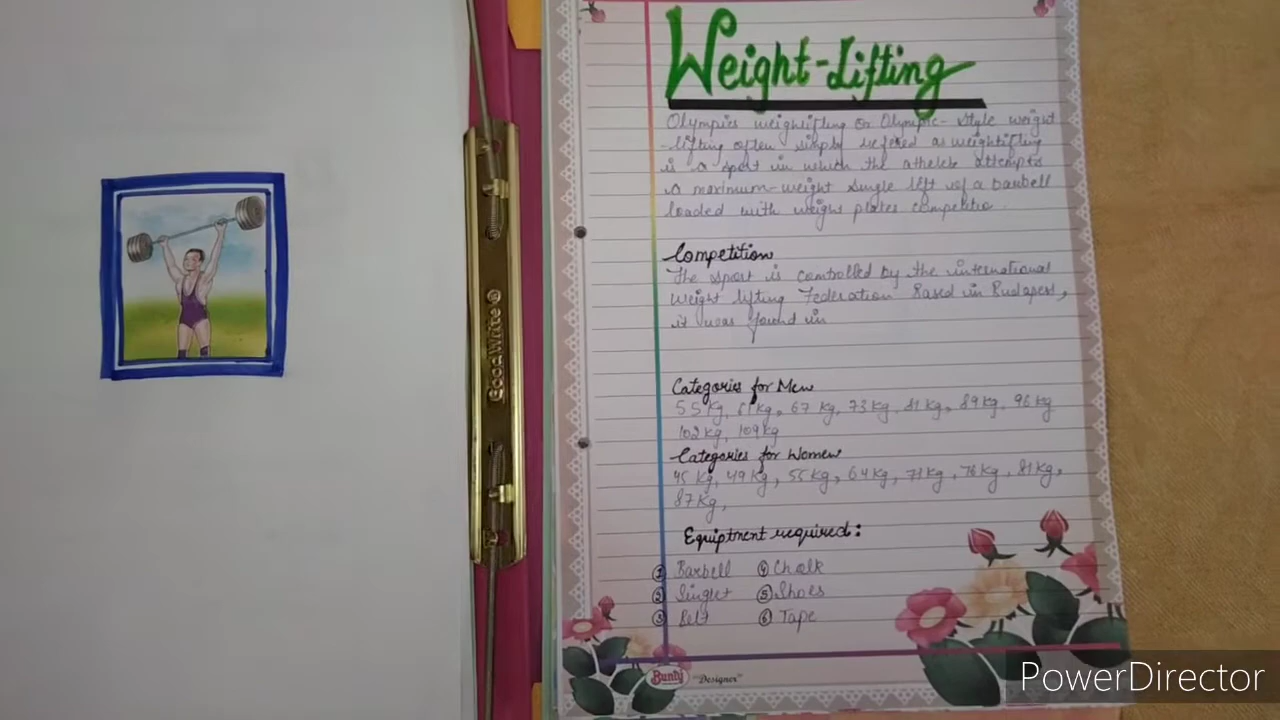 Weight-Lifting
Olympics weightlifting or Olympic-Style weight
-lifting often simply refered as weightlifting
is a sport in which the athelete attempts
a maximum-weight single left of a barbell
loaded with weight plates competitio
Competition
The sport is controlled by the international
weight lifting Federation Based in Budapest,
it was found in
Categories for Men
55 Kg, 61 Kg, 67 Kg, 73 Kg, 81 Kg, 89 Kg, 96 Kg
102 Kg, 109 Kg
Categories for Women
45 Kg, 49 Kg, 55 Kg, 64 Kg, 71 Kg, 76 Kg, 81 Kg,
87 Kg,
Equiptment required:
① Barbell ④ Chalk
② Singlet ⑤ Shoes
③ Belt ⑥ Tape
Bunty "Designer"
GoodWrite ®
PowerDirector